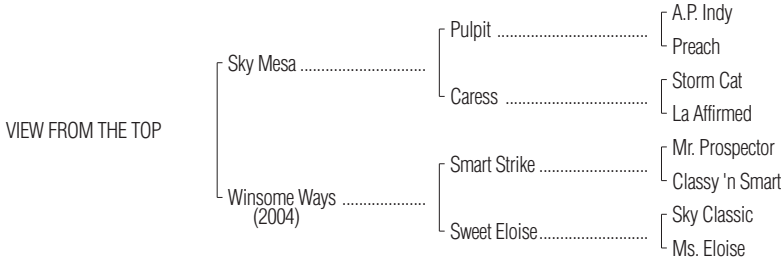 A.P. Indy
Pulpit ........................................
Preach
Sky Mesa .................................
Storm Cat
Caress ......................................
La Affirmed
VIEW FROM THE TOP
Mr. Prospector
Smart Strike .............................
Classy 'n Smart
Winsome Ways ......................
(2004)
Sky Classic
Sweet Eloise.............................
Ms. Eloise